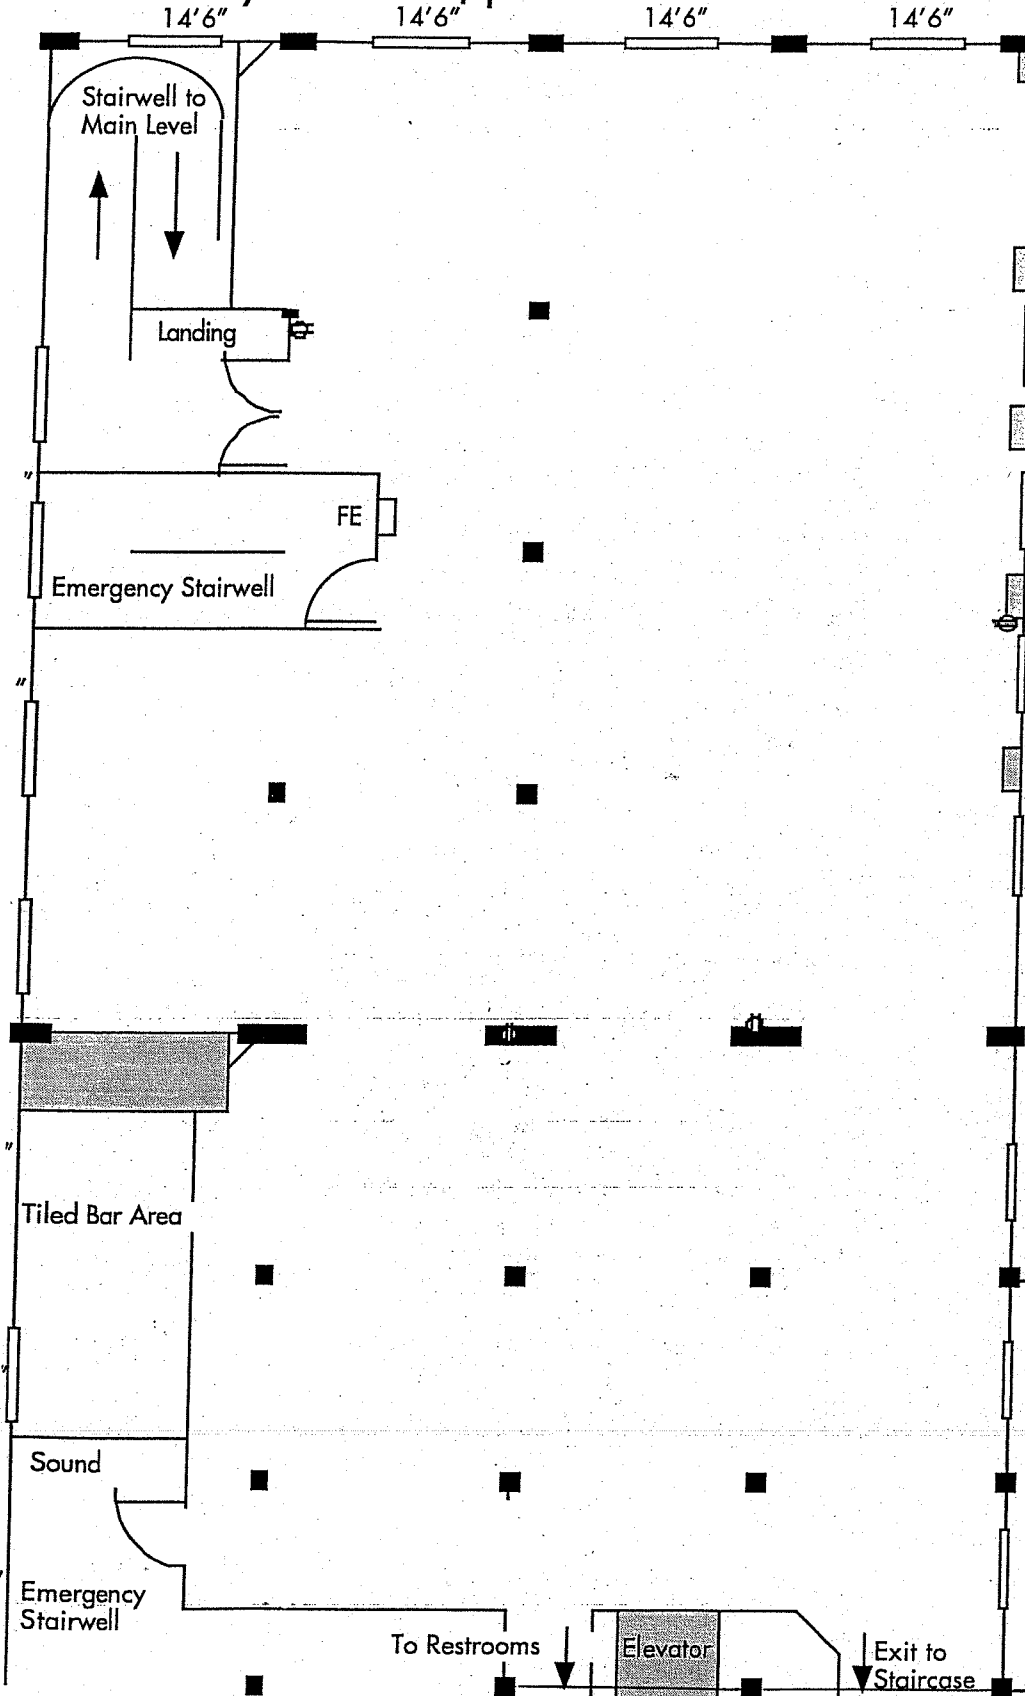 14'6" 14'6" 14'6" 14'6"
Stairwell to
Main Level
Landing
FE
Emergency Stairwell
Tiled Bar Area
Sound
Emergency
Stairwell
To Restrooms
Elevator
Exit to
Staircase